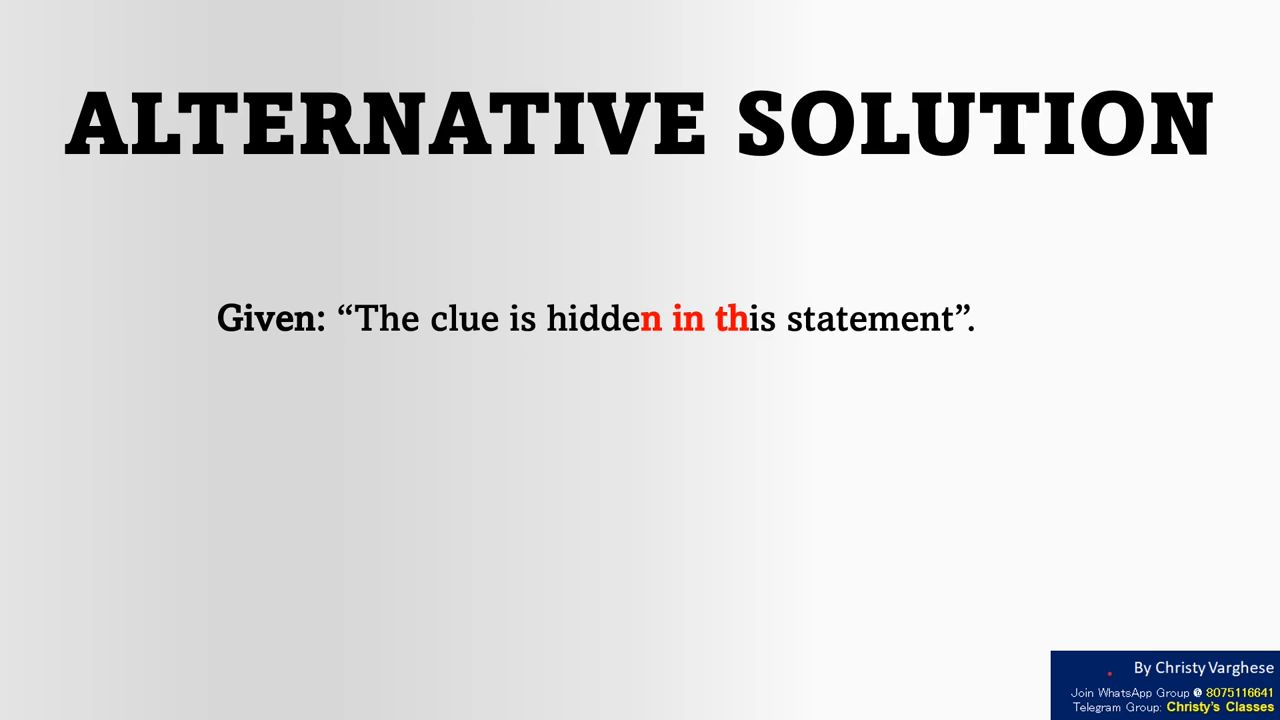 ALTERNATIVE SOLUTION
Given: “The clue is hidden in this statement”.
By Christy Varghese
Join WhatsApp Group 8075116641
Telegram Group: Christy's Classes